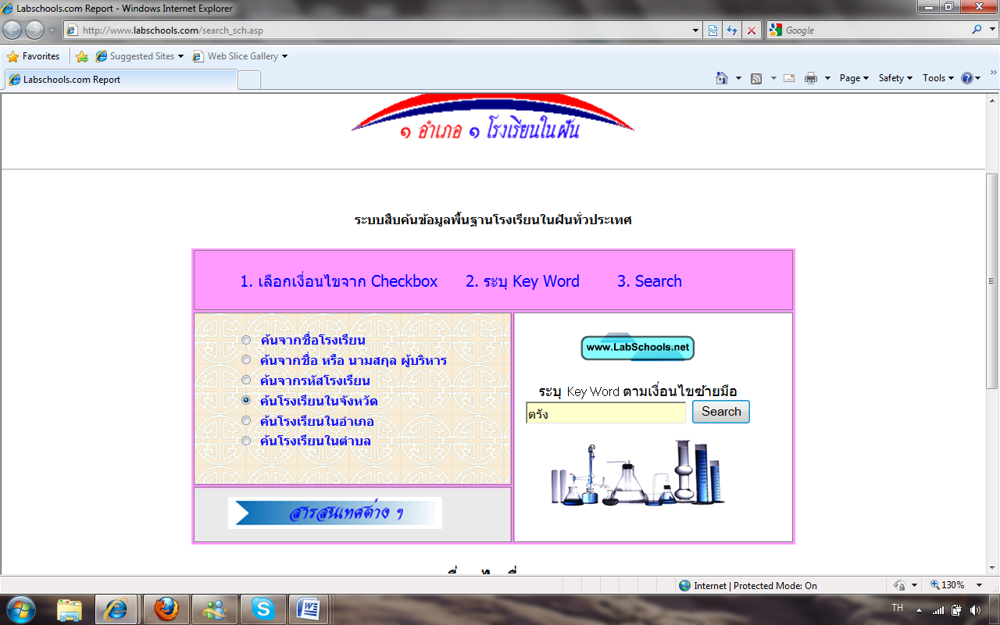 Labschools.com Report - Windows Internet Explorer
http://www.labschools.com/search_sch.asp
Google
Favorites
Suggested Sites
Web Slice Gallery
Labschools.com Report
Page
Safety
Tools
๑ อำเภอ ๑ โรงเรียนในฝัน
ระบบสืบค้นข้อมูลพื้นฐานโรงเรียนในฝันทั่วประเทศ
1. เลือกเงื่อนไขจาก Checkbox 2. ระบุ Key Word 3. Search
ค้นจากชื่อโรงเรียน
ค้นจากชื่อ หรือ นามสกุล ผู้บริหาร
ค้นจากรหัสโรงเรียน
ค้นโรงเรียนในจังหวัด
ค้นโรงเรียนในอำเภอ
ค้นโรงเรียนในตำบล
www.LabSchools.net
ระบุ Key Word ตามเงื่อนไขซ้ายมือ
ตรัง
Search
สารสนเทศต่าง ๆ
Internet | Protected Mode: On
130%
TH